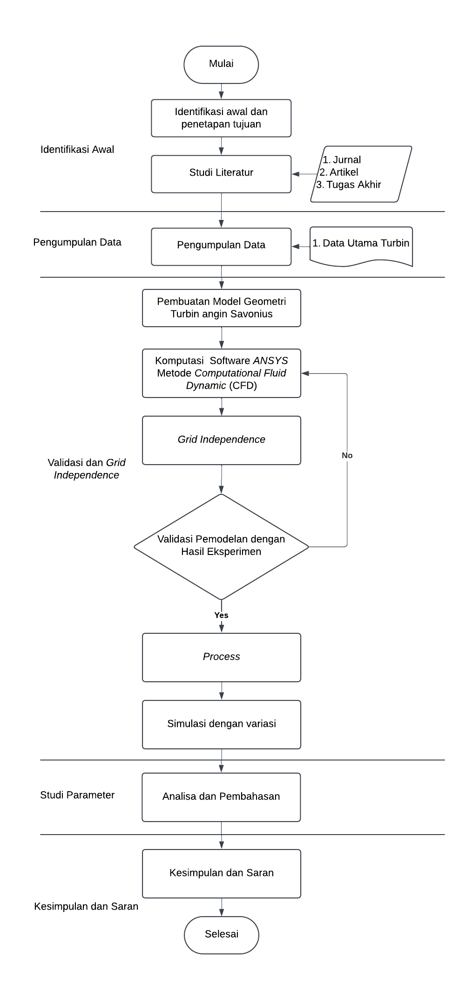 Mulai
Identifikasi awal dan
penetapan tujuan
Identifikasi Awal
Studi Literatur
1. Jurnal
2. Artikel
3. Tugas Akhir
Pengumpulan Data
Pengumpulan Data
1. Data Utama Turbin
Pembuatan Model Geometri
Turbin angin Savonius
Komputasi  Software ANSYS
Metode Computational Fluid
Dynamic (CFD)
Grid Independence
No
Validasi dan Grid
Independence
Validasi Pemodelan dengan
Hasil Eksperimen
Yes
Process
Simulasi dengan variasi
Studi Parameter
Analisa dan Pembahasan
Kesimpulan dan Saran
Kesimpulan dan Saran
Selesai